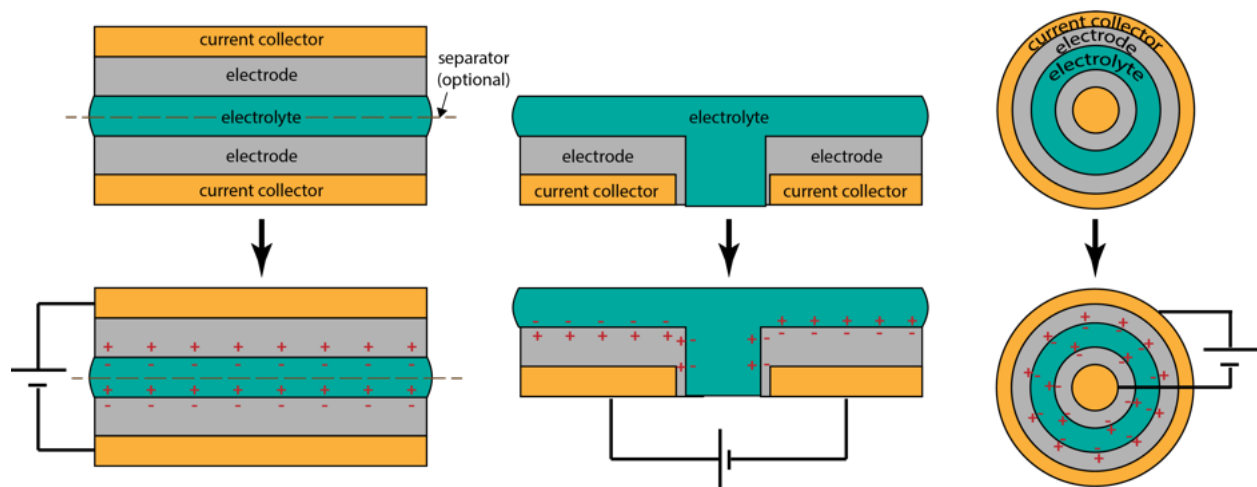 current collector
electrode
electrolyte
electrode
current collector
separator
(optional)
electrolyte
electrode
electrode
current collector
current collector
current collector
electrode
electrolyte
+ + + + + + + +
- - - - - - - -
+ + + + + + + +
- - - - - - - -
- - - - -
+ + + + +
+ + + + +
- - - - -